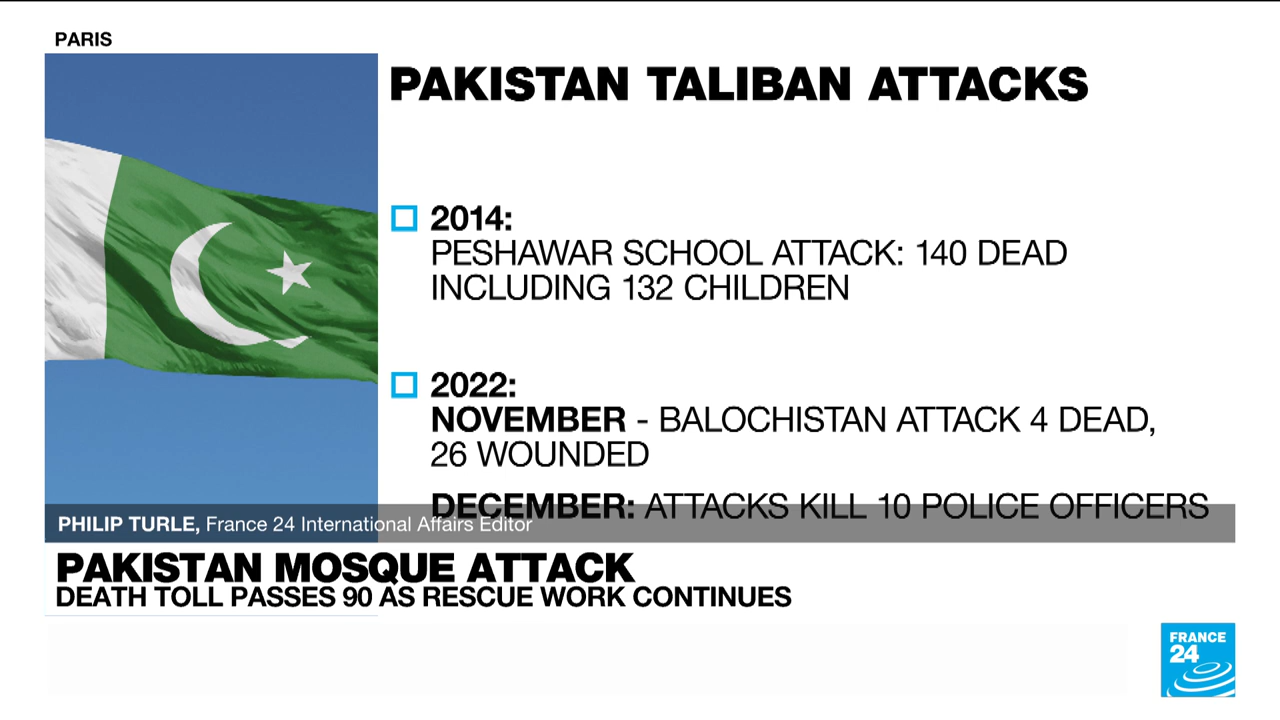 PARIS
PAKISTAN TALIBAN ATTACKS
2014:
PESHAWAR SCHOOL ATTACK: 140 DEAD
INCLUDING 132 CHILDREN
2022:
NOVEMBER - BALOCHISTAN ATTACK 4 DEAD,
26 WOUNDED
DECEMBER: ATTACKS KILL 10 POLICE OFFICERS
PHILIP TURLE, France 24 International Affairs Editor
PAKISTAN MOSQUE ATTACK
DEATH TOLL PASSES 90 AS RESCUE WORK CONTINUES
FRANCE
24